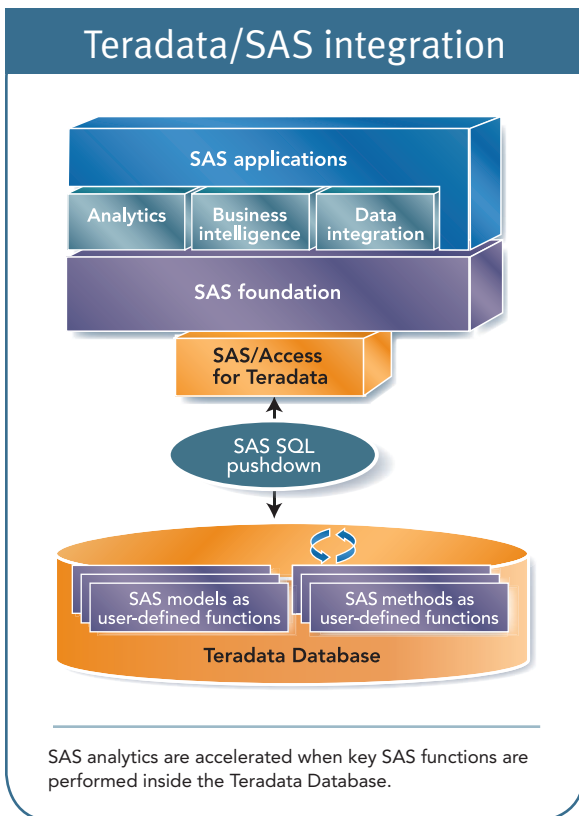 Teradata/SAS integration
SAS applications
Analytics
Business
intelligence
Data
integration
SAS foundation
SAS/Access
for Teradata
SAS SQL
pushdown
SAS models as
user-defined functions
SAS methods as
user-defined functions
Teradata Database
SAS analytics are accelerated when key SAS functions are
performed inside the Teradata Database.